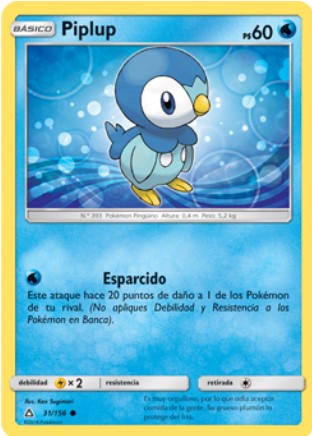 BÁSICO Piplup PS60
N.º 393 Pokémon Pingüino Altura: 0,4 m Peso: 5,2 kg
Esparcido
Este ataque hace 20 puntos de daño a 1 de los Pokémon
de tu rival. (No apliques Debilidad y Resistencia a los
Pokémon en Banca).
debilidad ×2 resistencia retirada
Ilus. Ken Sugimori
31/156
Es muy orgulloso, por lo que odia aceptar
comida de la gente. Su grueso plumón lo
protege del frío.
©2018 Pokémon